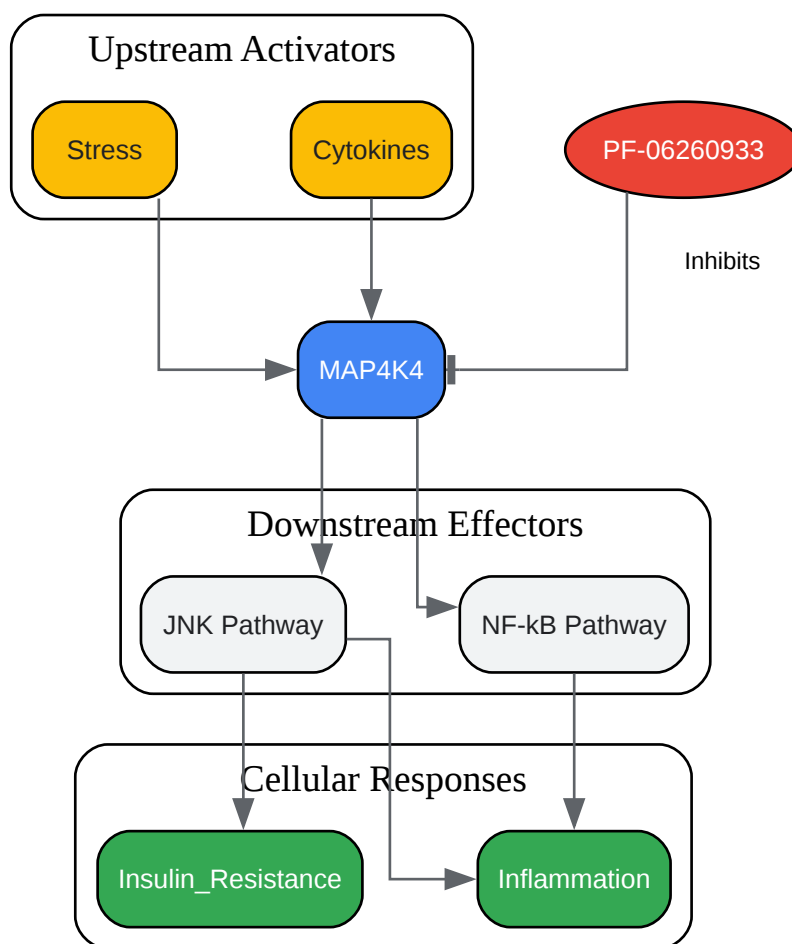 Upstream Activators
Stress
Cytokines
PF-06260933
Inhibits
MAP4K4
Downstream Effectors
JNK Pathway
NF-kB Pathway
Cellular Responses
Insulin_Resistance
Inflammation